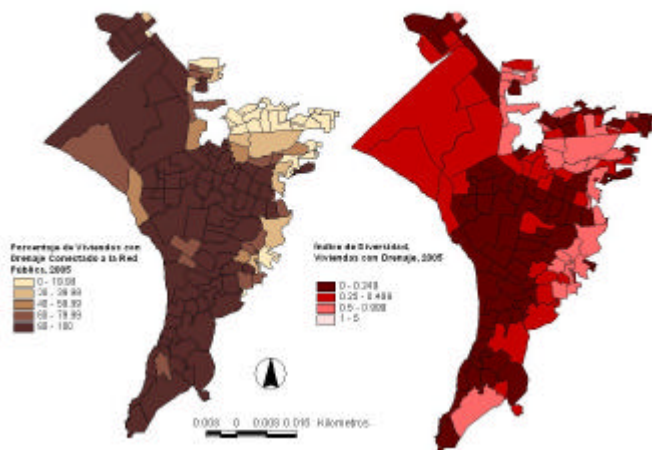 Porcentaje de Viviendas con
Drenaje Conectado a la Red
Público, 2005
0 - 19.99
20 - 39.99
40 - 59.99
60 - 79.99
80 - 100
Índice de Diversidad,
Viviendas con Drenaje, 2005
0 - 0.249
0.25 - 0.499
0.5 - 0.999
1 - 5
0.008 0 0.008 0.016 Kilometros